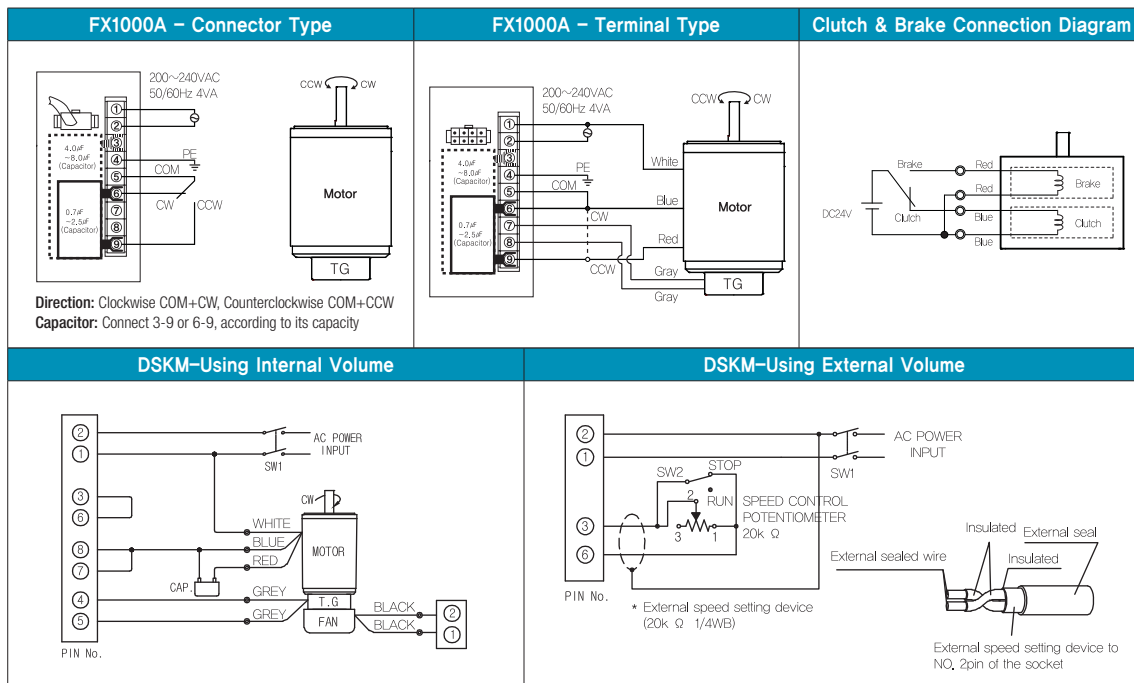 FX1000A - Connector Type
200~240VAC
50/60Hz 4VA
CCW CW
①
②
③
④
⑤
⑥
⑦
⑧
⑨
4.0㎌
~8.0㎌
(Capacitor)
0.7㎌
~2.5㎌
(Capacitor)
PE
COM
CW
CCW
Motor
TG
Direction: Clockwise COM+CW, Counterclockwise COM+CCW
Capacitor: Connect 3-9 or 6-9, according to its capacity
FX1000A - Terminal Type
200~240VAC
50/60Hz 4VA
CCW CW
①
②
③
④
⑤
⑥
⑦
⑧
⑨
4.0㎌
~8.0㎌
(Capacitor)
0.7㎌
~2.5㎌
(Capacitor)
PE
COM
CW
CCW
White
Blue
Red
Gray
Gray
Motor
TG
Clutch & Brake Connection Diagram
Brake
Red
Red
Brake
DC24V
Clutch
Blue
Blue
Clutch
DSKM-Using Internal Volume
②
①
③
⑥
⑧
⑦
④
⑤
PIN No.
AC POWER
INPUT
SW1
CW
WHITE
BLUE
RED
CAP.
GREY
GREY
MOTOR
T.G
FAN
BLACK
BLACK
②
①
DSKM-Using External Volume
②
①
③
⑥
PIN No.
AC POWER
INPUT
SW1
SW2
STOP
RUN
2
3
1
SPEED CONTROL
POTENTIOMETER
20k Ω
* External speed setting device
(20k Ω 1/4WB)
Insulated
External seal
External sealed wire
Insulated
External speed setting device to
NO. 2pin of the socket